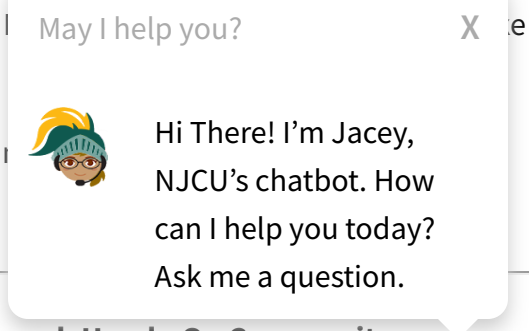 May I help you?
X
Hi There! I’m Jacey,
NJCU’s chatbot. How
can I help you today?
Ask me a question.